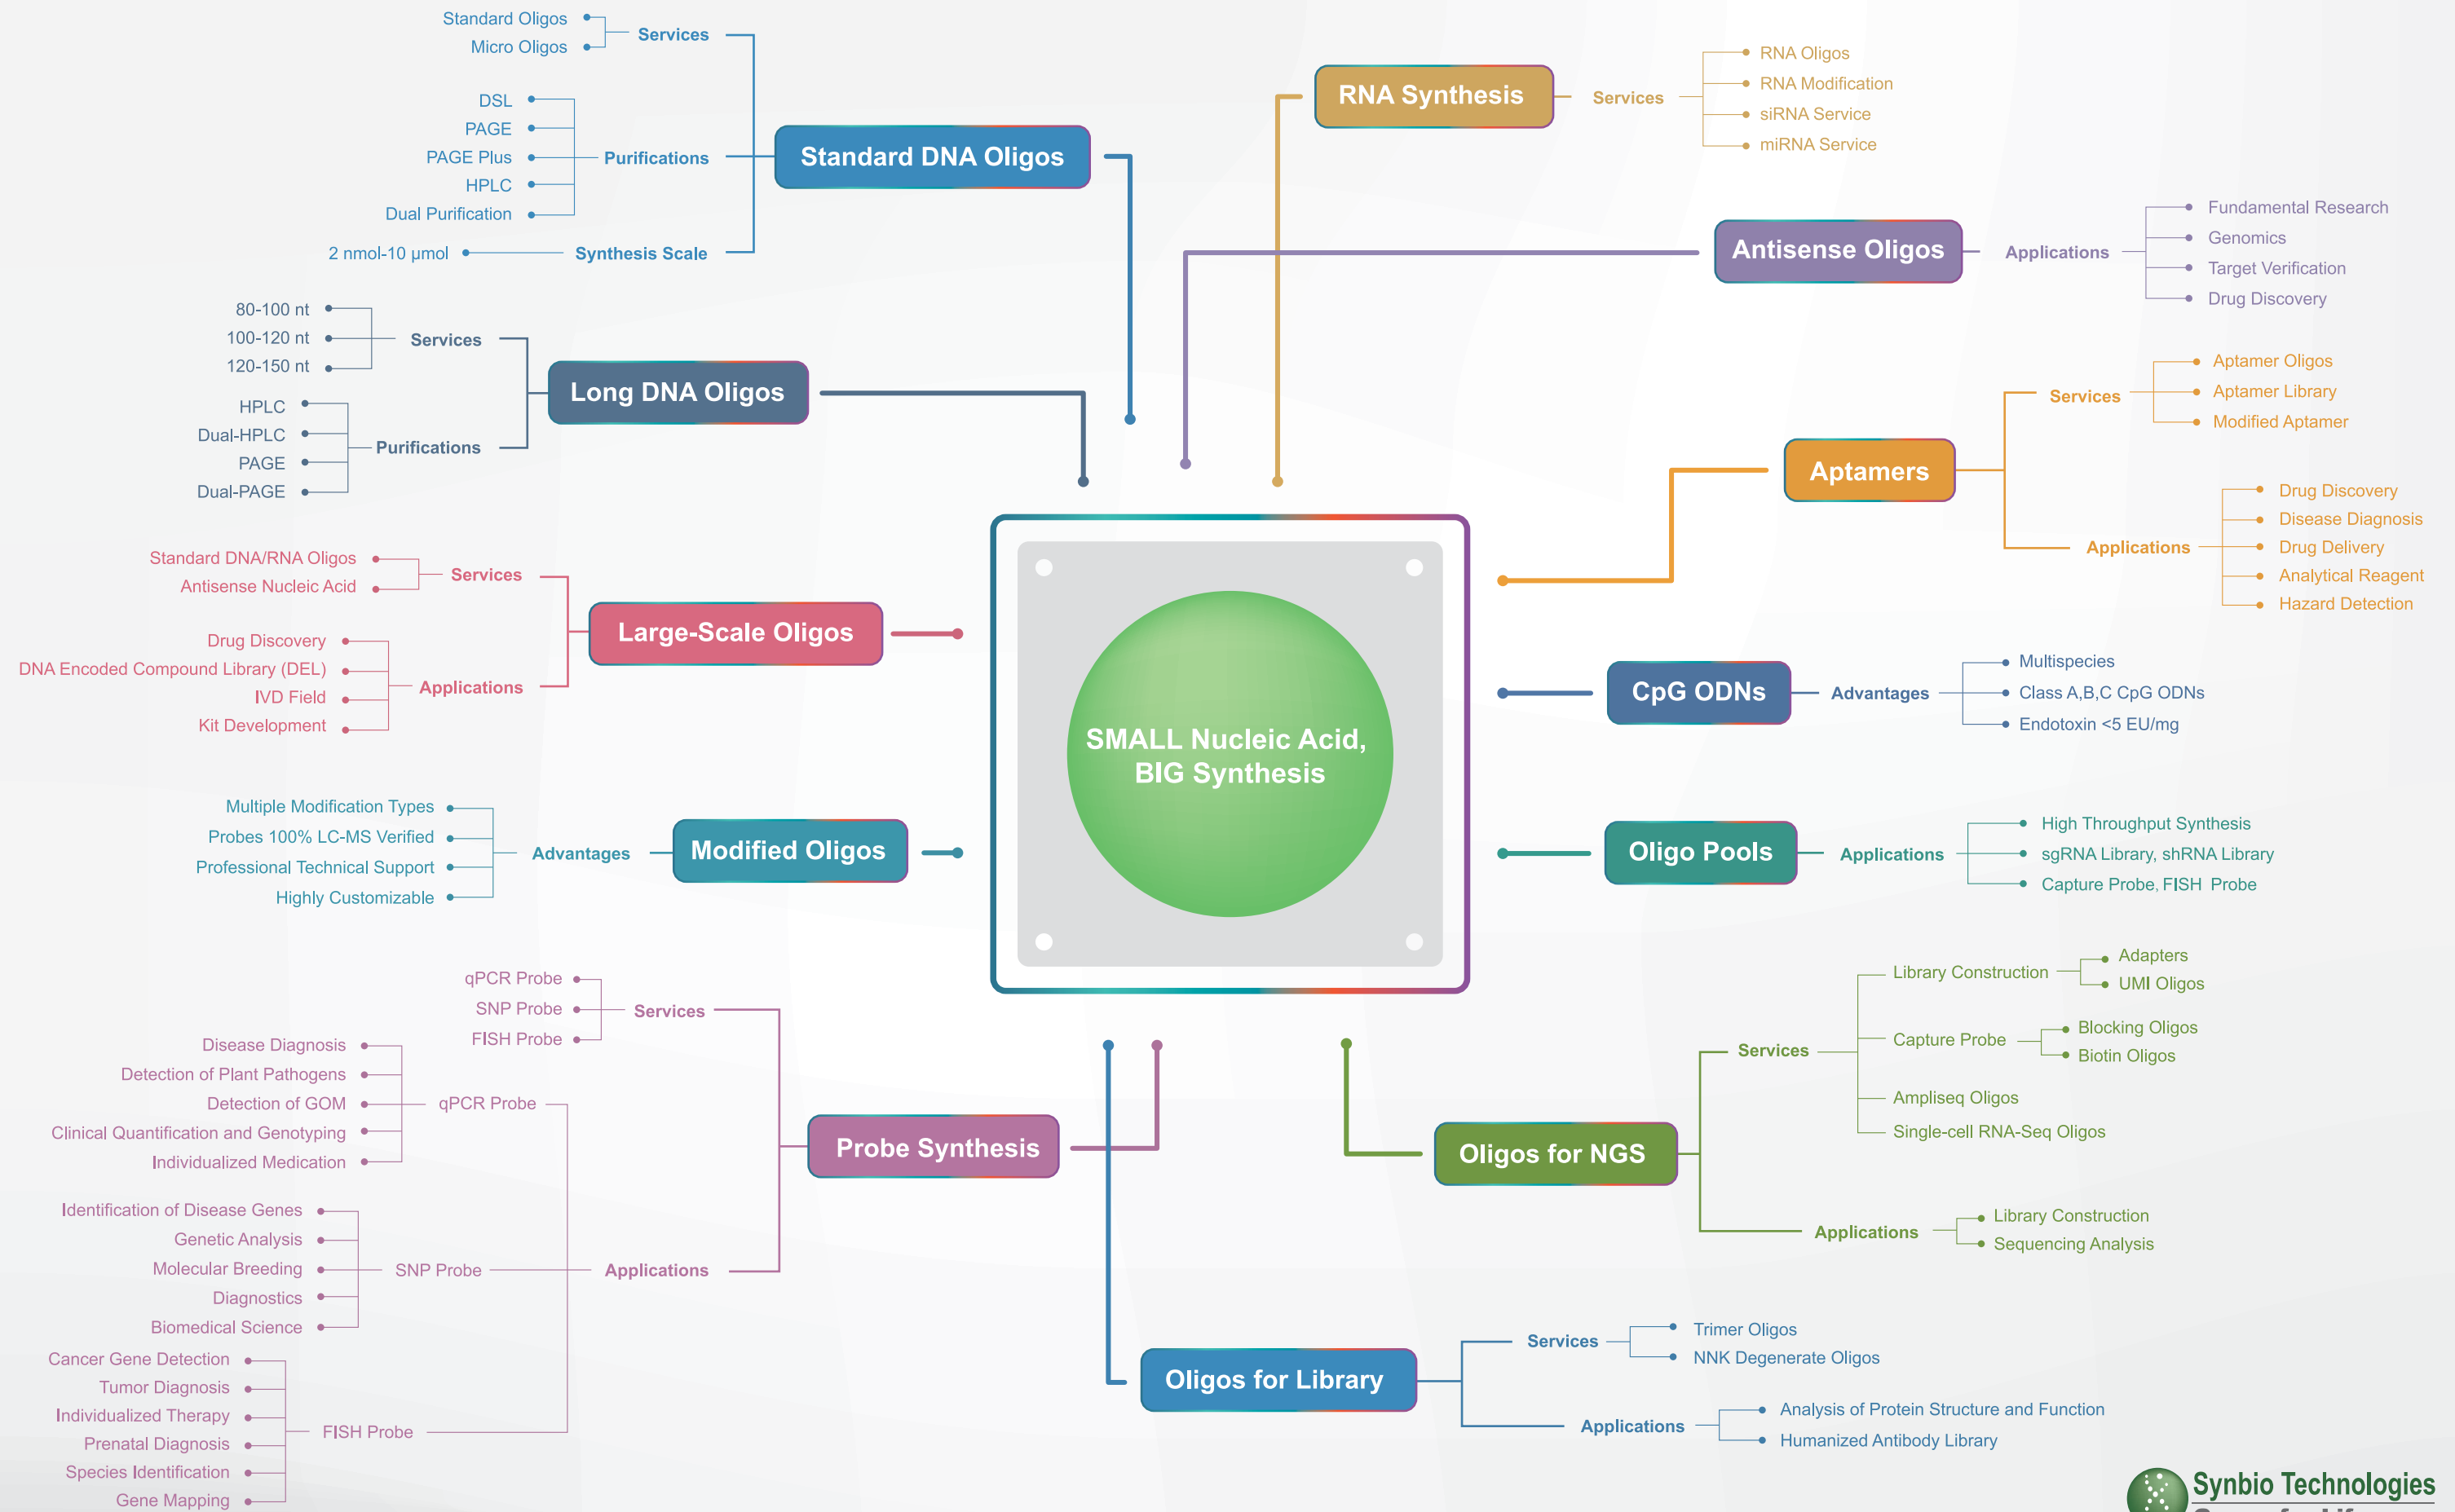 Standard Oligos
Micro Oligos
Services
DSL
PAGE
PAGE Plus
HPLC
Dual Purification
Purifications
2 nmol-10 µmol
Synthesis Scale
Standard DNA Oligos
80-100 nt
100-120 nt
120-150 nt
Services
HPLC
Dual-HPLC
PAGE
Dual-PAGE
Purifications
Long DNA Oligos
Standard DNA/RNA Oligos
Antisense Nucleic Acid
Services
Drug Discovery
DNA Encoded Compound Library (DEL)
IVD Field
Kit Development
Applications
Large-Scale Oligos
Multiple Modification Types
Probes 100% LC-MS Verified
Professional Technical Support
Highly Customizable
Advantages
Modified Oligos
qPCR Probe
SNP Probe
FISH Probe
Services
Disease Diagnosis
Detection of Plant Pathogens
Detection of GOM
Clinical Quantification and Genotyping
Individualized Medication
qPCR Probe
Identification of Disease Genes
Genetic Analysis
Molecular Breeding
Diagnostics
Biomedical Science
SNP Probe
Cancer Gene Detection
Tumor Diagnosis
Individualized Therapy
Prenatal Diagnosis
Species Identification
Gene Mapping
FISH Probe
Applications
Probe Synthesis
SMALL Nucleic Acid,
BIG Synthesis
RNA Synthesis
Services
RNA Oligos
RNA Modification
siRNA Service
miRNA Service
Antisense Oligos
Applications
Fundamental Research
Genomics
Target Verification
Drug Discovery
Aptamers
Services
Aptamer Oligos
Aptamer Library
Modified Aptamer
Applications
Drug Discovery
Disease Diagnosis
Drug Delivery
Analytical Reagent
Hazard Detection
CpG ODNs
Advantages
Multispecies
Class A,B,C CpG ODNs
Endotoxin <5 EU/mg
Oligo Pools
Applications
High Throughput Synthesis
sgRNA Library, shRNA Library
Capture Probe, FISH Probe
Oligos for NGS
Services
Library Construction
Adapters
UMI Oligos
Capture Probe
Blocking Oligos
Biotin Oligos
Ampliseq Oligos
Single-cell RNA-Seq Oligos
Applications
Library Construction
Sequencing Analysis
Oligos for Library
Services
Trimer Oligos
NNK Degenerate Oligos
Applications
Analysis of Protein Structure and Function
Humanized Antibody Library
Synbio Technologies